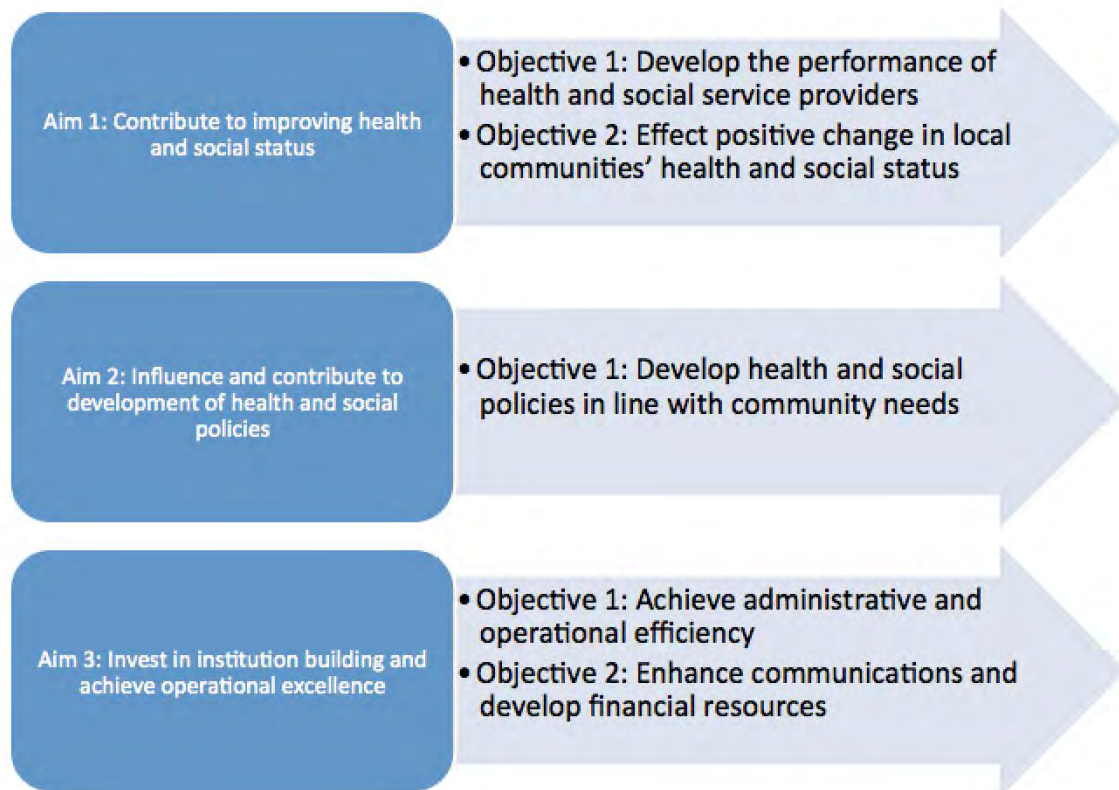 Aim 1: Contribute to improving health
and social status
• Objective 1: Develop the performance of
health and social service providers
• Objective 2: Effect positive change in local
communities’ health and social status
Aim 2: Influence and contribute to
development of health and social
policies
• Objective 1: Develop health and social
policies in line with community needs
Aim 3: Invest in institution building and
achieve operational excellence
• Objective 1: Achieve administrative and
operational efficiency
• Objective 2: Enhance communications and
develop financial resources